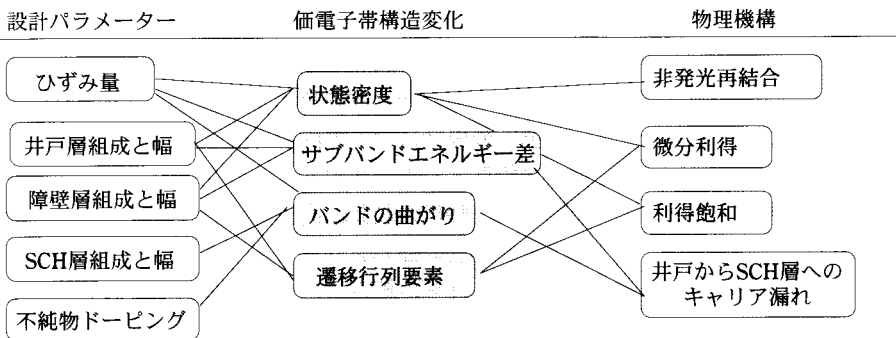 設計パラメーター
価電子帯構造変化
物理機構
ひずみ量
井戸層組成と幅
障壁層組成と幅
SCH層組成と幅
不純物ドーピング
状態密度
サブバンドエネルギー差
バンドの曲がり
遷移行列要素
非発光再結合
微分利得
利得飽和
井戸からSCH層への
キャリア漏れ